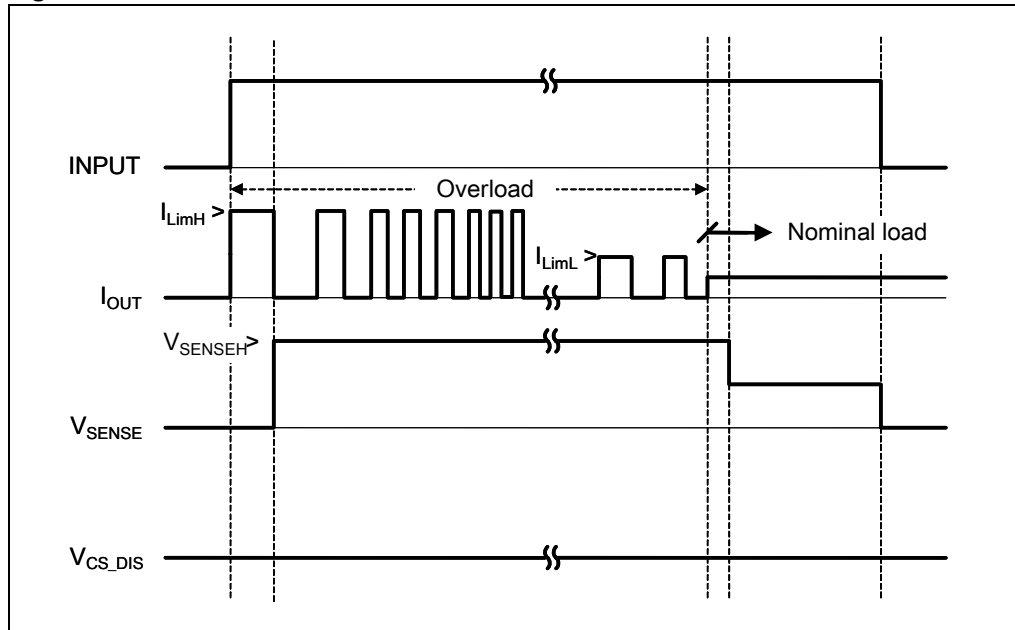 INPUT
Overload
I_LimH >
Nominal load
I_LimL >
I_OUT
V_SENSEH>
V_SENSE
V_CS_DIS